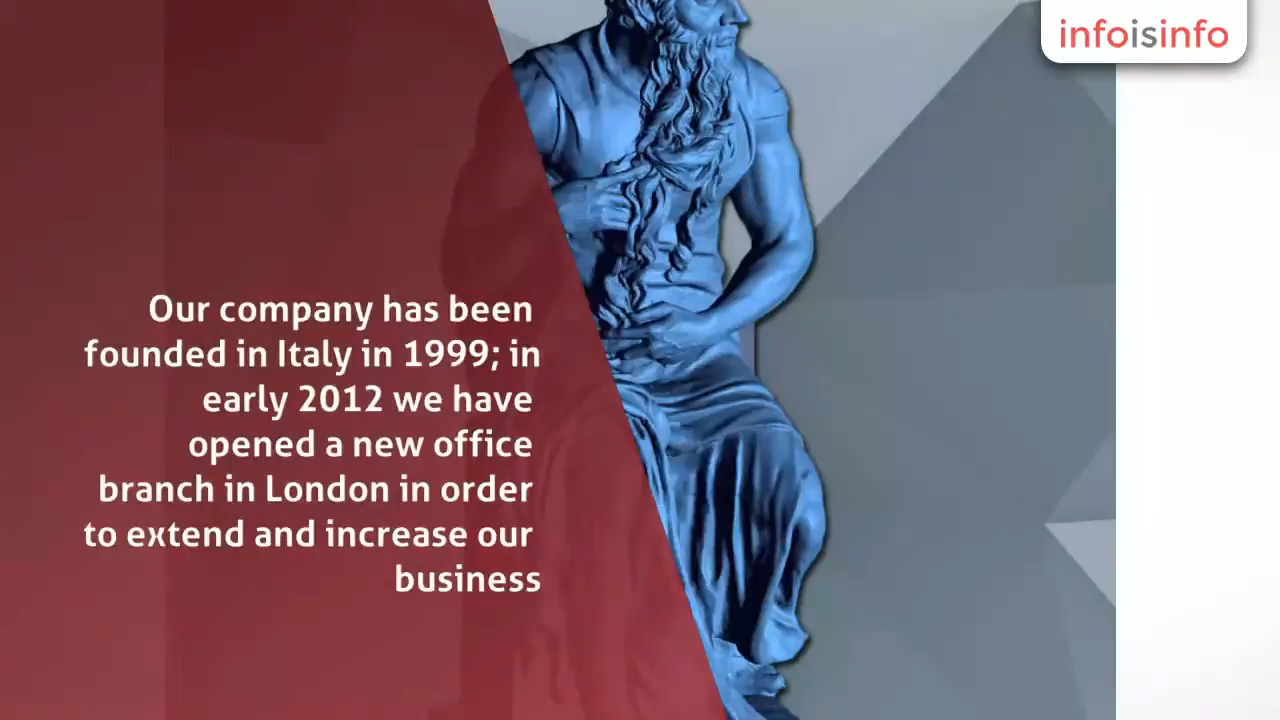 infoisinfo
Our company has been
founded in Italy in 1999; in
early 2012 we have
opened a new office
branch in London in order
to extend and increase our
business